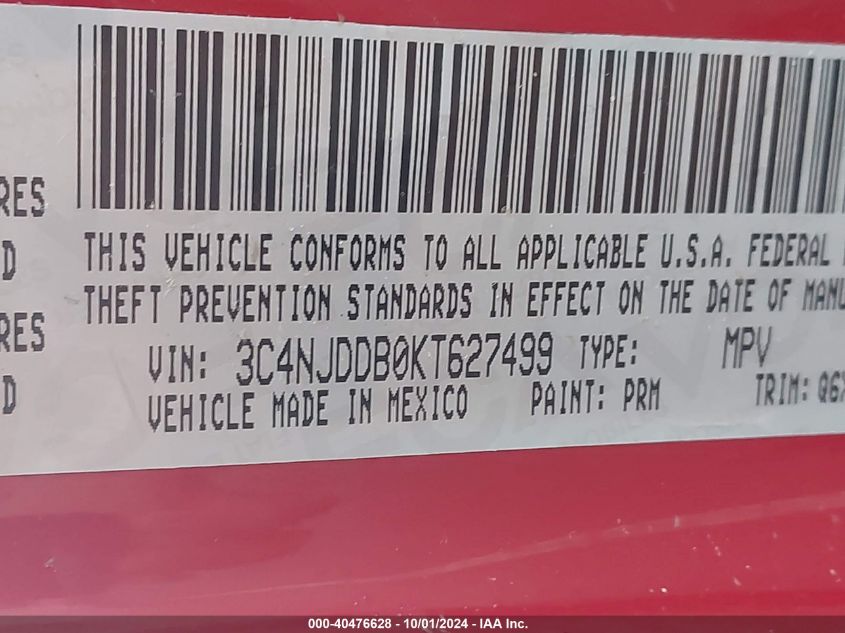 RES
D
RES
D
THIS VEHICLE CONFORMS TO ALL APPLICABLE U.S.A. FEDERAL
THEFT PREVENTION STANDARDS IN EFFECT ON THE DATE OF MANU
VIN: 3C4NJDDB0KT627499 TYPE: MPV
VEHICLE MADE IN MEXICO PAINT: PRM TRIM: Q6X
000-40476628 - 10/01/2024 - IAA Inc.